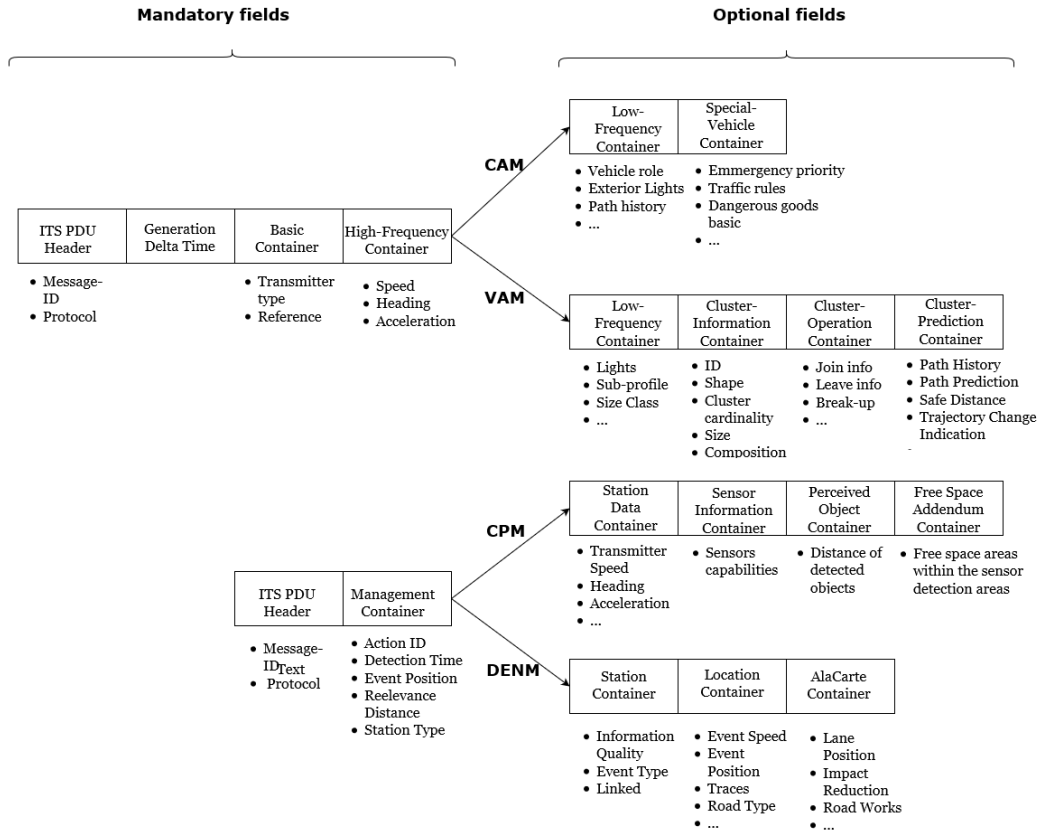 Mandatory fields
Optional fields
Low-
Frequency
Container
Special-
Vehicle
Container
CAM
• Vehicle role
• Exterior Lights
• Path history
• ...
• Emmergency priority
• Traffic rules
• Dangerous goods
basic
• ...
ITS PDU
Header
Generation
Delta Time
Basic
Container
High-Frequency
Container
• Message-
ID
• Protocol
• Transmitter
type
• Reference
• Speed
• Heading
• Acceleration
VAM
Low-
Frequency
Container
Cluster-
Information
Container
Cluster-
Operation
Container
Cluster-
Prediction
Container
• Lights
• Sub-profile
• Size Class
• ...
• ID
• Shape
• Cluster
cardinality
• Size
• Composition
• Join info
• Leave info
• Break-up
• ...
• Path History
• Path Prediction
• Safe Distance
• Trajectory Change
Indication
CPM
Station
Data
Container
Sensor
Information
Container
Perceived
Object
Container
Free Space
Addendum
Container
• Transmitter
Speed
• Heading
• Acceleration
• ...
• Sensors
capabilities
• Distance of
detected
objects
• Free space areas
within the sensor
detection areas
ITS PDU
Header
Management
Container
• Message-
ID
Text
• Protocol
• Action ID
• Detection Time
• Event Position
• Reelevance
Distance
• Station Type
DENM
Station
Container
Location
Container
AlaCarte
Container
• Information
Quality
• Event Type
• Linked
• Event Speed
• Event
Position
• Traces
• Road Type
• ...
• Lane
Position
• Impact
Reduction
• Road Works
• ...